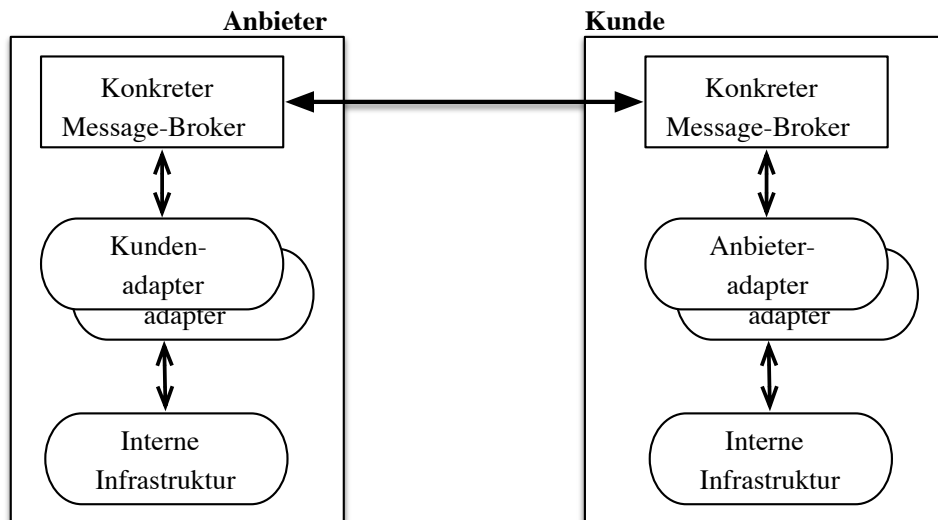 Anbieter
Konkreter
Message-Broker
Kunden-
adapter
adapter
Interne
Infrastruktur
Kunde
Konkreter
Message-Broker
Anbieter-
adapter
adapter
Interne
Infrastruktur